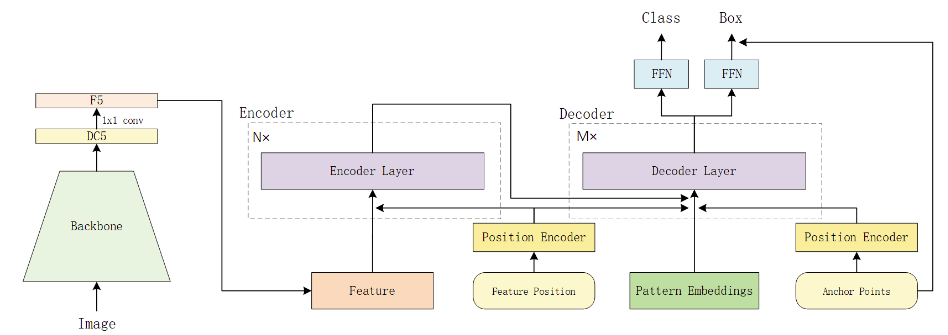 Class Box
FFN FFN
F5
1x1 conv
DC5
Encoder
Decoder
N×
M×
Encoder Layer
Decoder Layer
Backbone
Position Encoder
Position Encoder
Feature
Feature Position
Pattern Embeddings
Anchor Points
Image